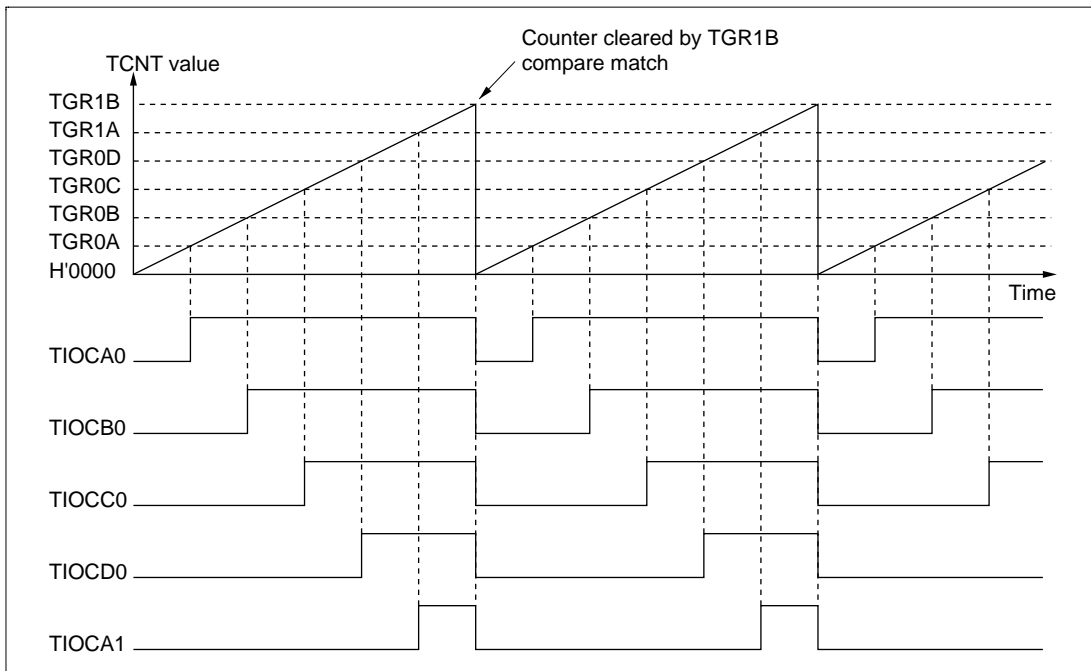 Counter cleared by TGR1B
compare match
TCNT value
TGR1B
TGR1A
TGR0D
TGR0C
TGR0B
TGR0A
H'0000
Time
TIOCA0
TIOCB0
TIOCC0
TIOCD0
TIOCA1